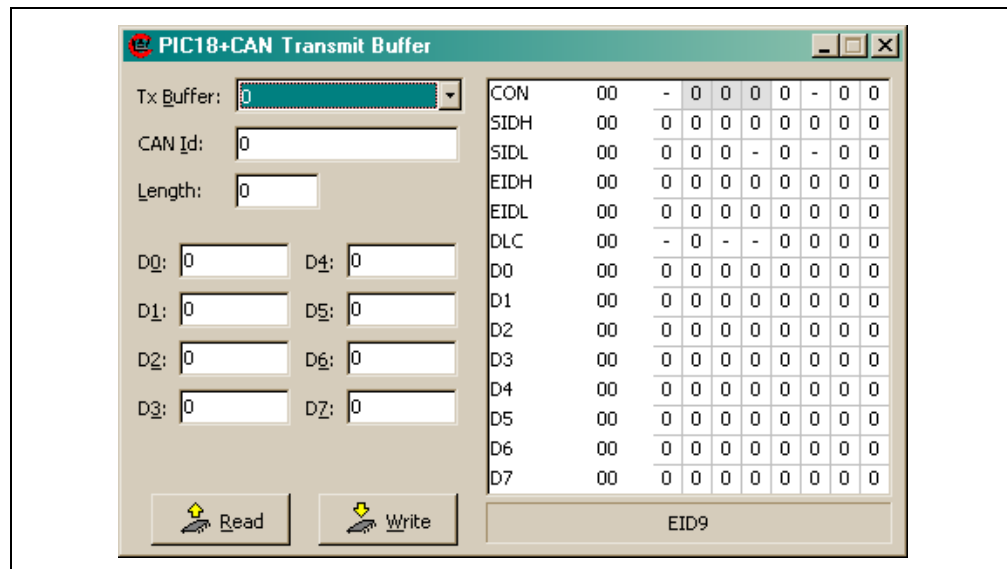 PIC18+CAN Transmit Buffer
Tx Buffer: 0
CAN Id: 0
Length: 0
D0: 0 D4: 0
D1: 0 D5: 0
D2: 0 D6: 0
D3: 0 D7: 0
Read Write
CON 00 - 0 0 0 0 - 0 0
SIDH 00 0 0 0 0 0 0 0 0
SIDL 00 0 0 0 - 0 - 0 0
EIDH 00 0 0 0 0 0 0 0 0
EIDL 00 0 0 0 0 0 0 0 0
DLC 00 - 0 - - 0 0 0 0
D0 00 0 0 0 0 0 0 0 0
D1 00 0 0 0 0 0 0 0 0
D2 00 0 0 0 0 0 0 0 0
D3 00 0 0 0 0 0 0 0 0
D4 00 0 0 0 0 0 0 0 0
D5 00 0 0 0 0 0 0 0 0
D6 00 0 0 0 0 0 0 0 0
D7 00 0 0 0 0 0 0 0 0
EID9